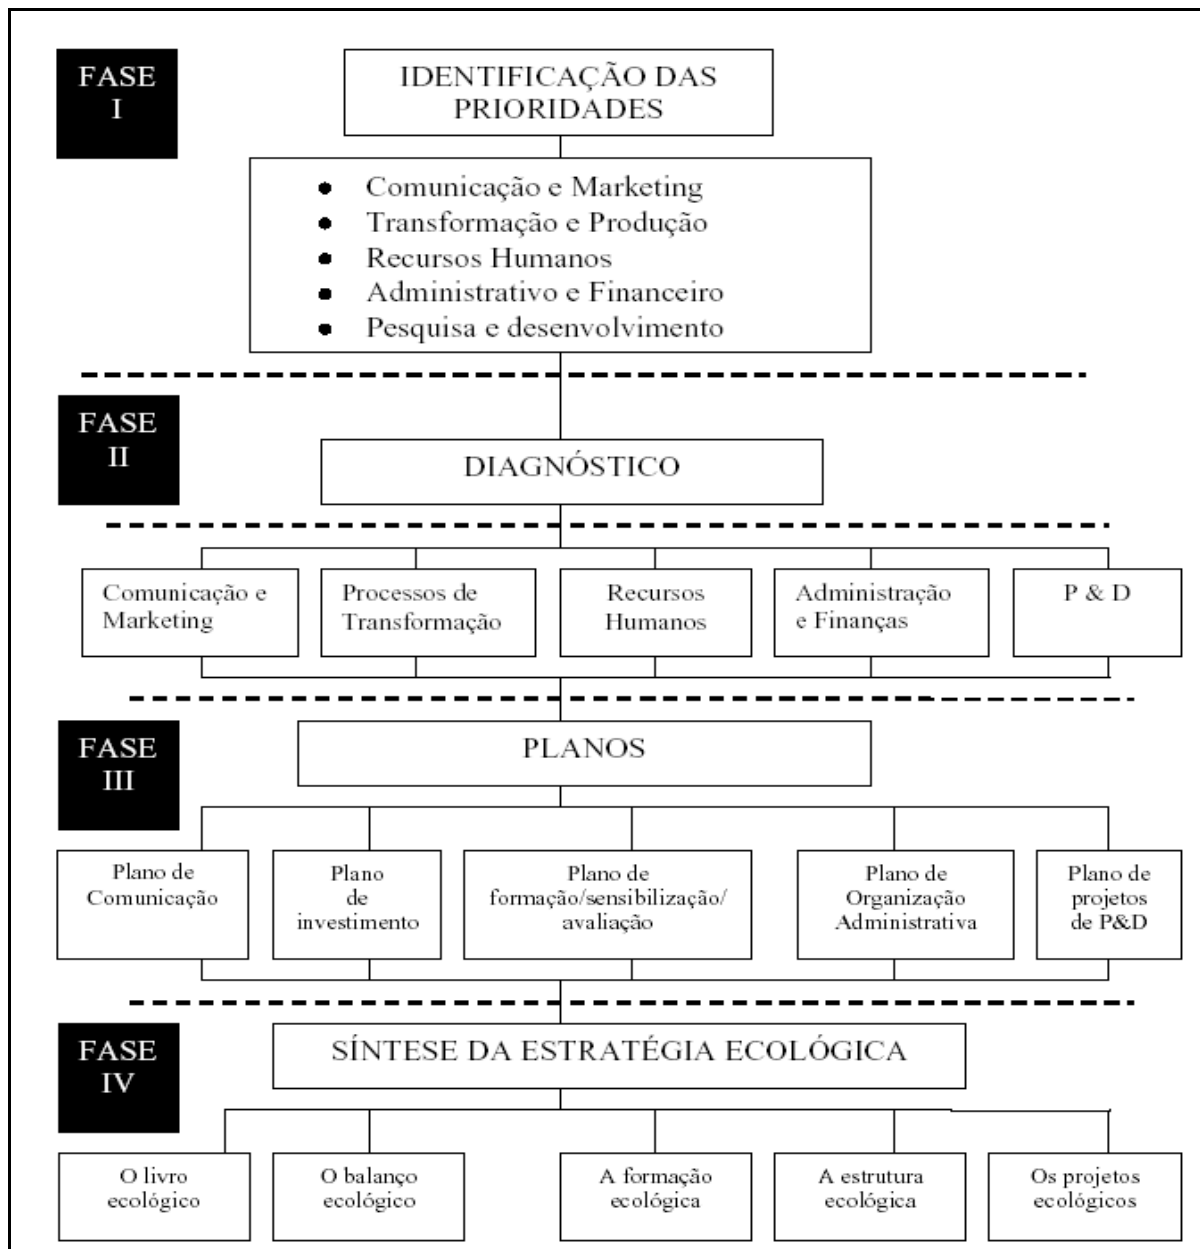 FASE
I
IDENTIFICAÇÃO DAS
PRIORIDADES
● Comunicação e Marketing
● Transformação e Produção
● Recursos Humanos
● Administrativo e Financeiro
● Pesquisa e desenvolvimento
FASE
II
DIAGNÓSTICO
Comunicação e
Marketing
Processos de
Transformação
Recursos
Humanos
Administração
e Finanças
P & D
FASE
III
PLANOS
Plano de
Comunicação
Plano
de
investimento
Plano de
formação/sensibilização/
avaliação
Plano de
Organização
Administrativa
Plano de
projetos
de P&D
FASE
IV
SÍNTESE DA ESTRATÉGIA ECOLÓGICA
O livro
ecológico
O balanço
ecológico
A formação
ecológica
A estrutura
ecológica
Os projetos
ecológicos